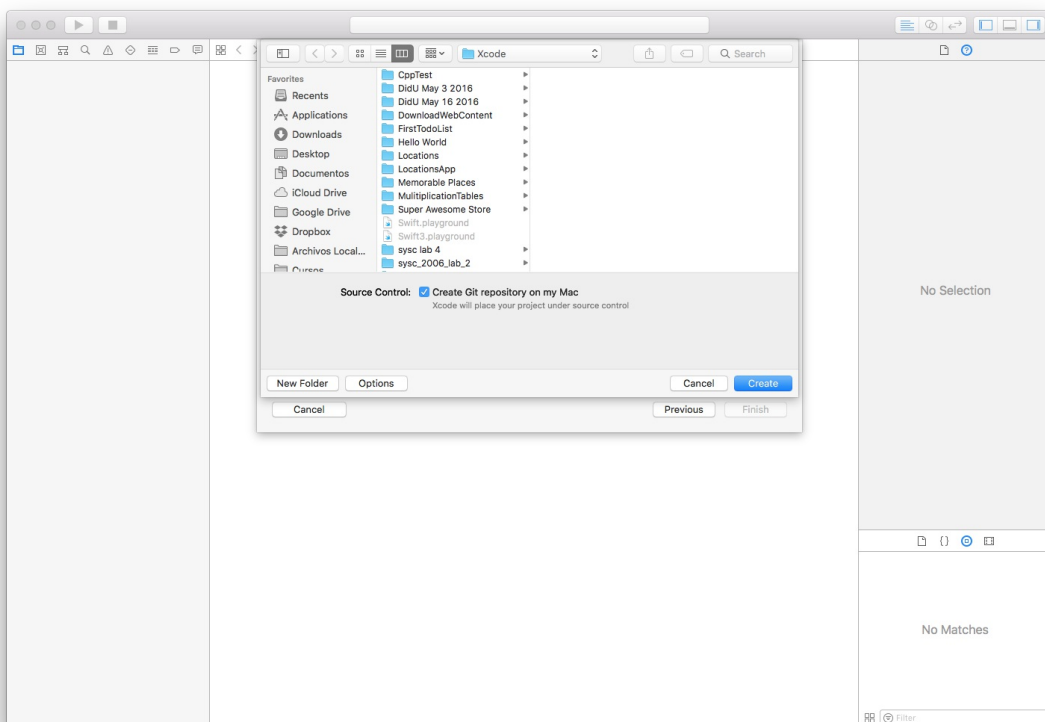 Xcode
Search
Favorites
Recents
Applications
Downloads
Desktop
Documentos
iCloud Drive
Google Drive
Dropbox
Archivos Local...
Cursos
CppTest
DidU May 3 2016
DidU May 16 2016
DownloadWebContent
FirstTodoList
Hello World
Locations
LocationsApp
Memorable Places
MulitiplicationTables
Super Awesome Store
Swift.playground
Swift3.playground
sysc lab 4
sysc_2006_lab_2
Source Control: Create Git repository on my Mac
Xcode will place your project under source control
New Folder Options Cancel Create
Cancel Previous Finish
No Selection
{}
No Matches
Filter